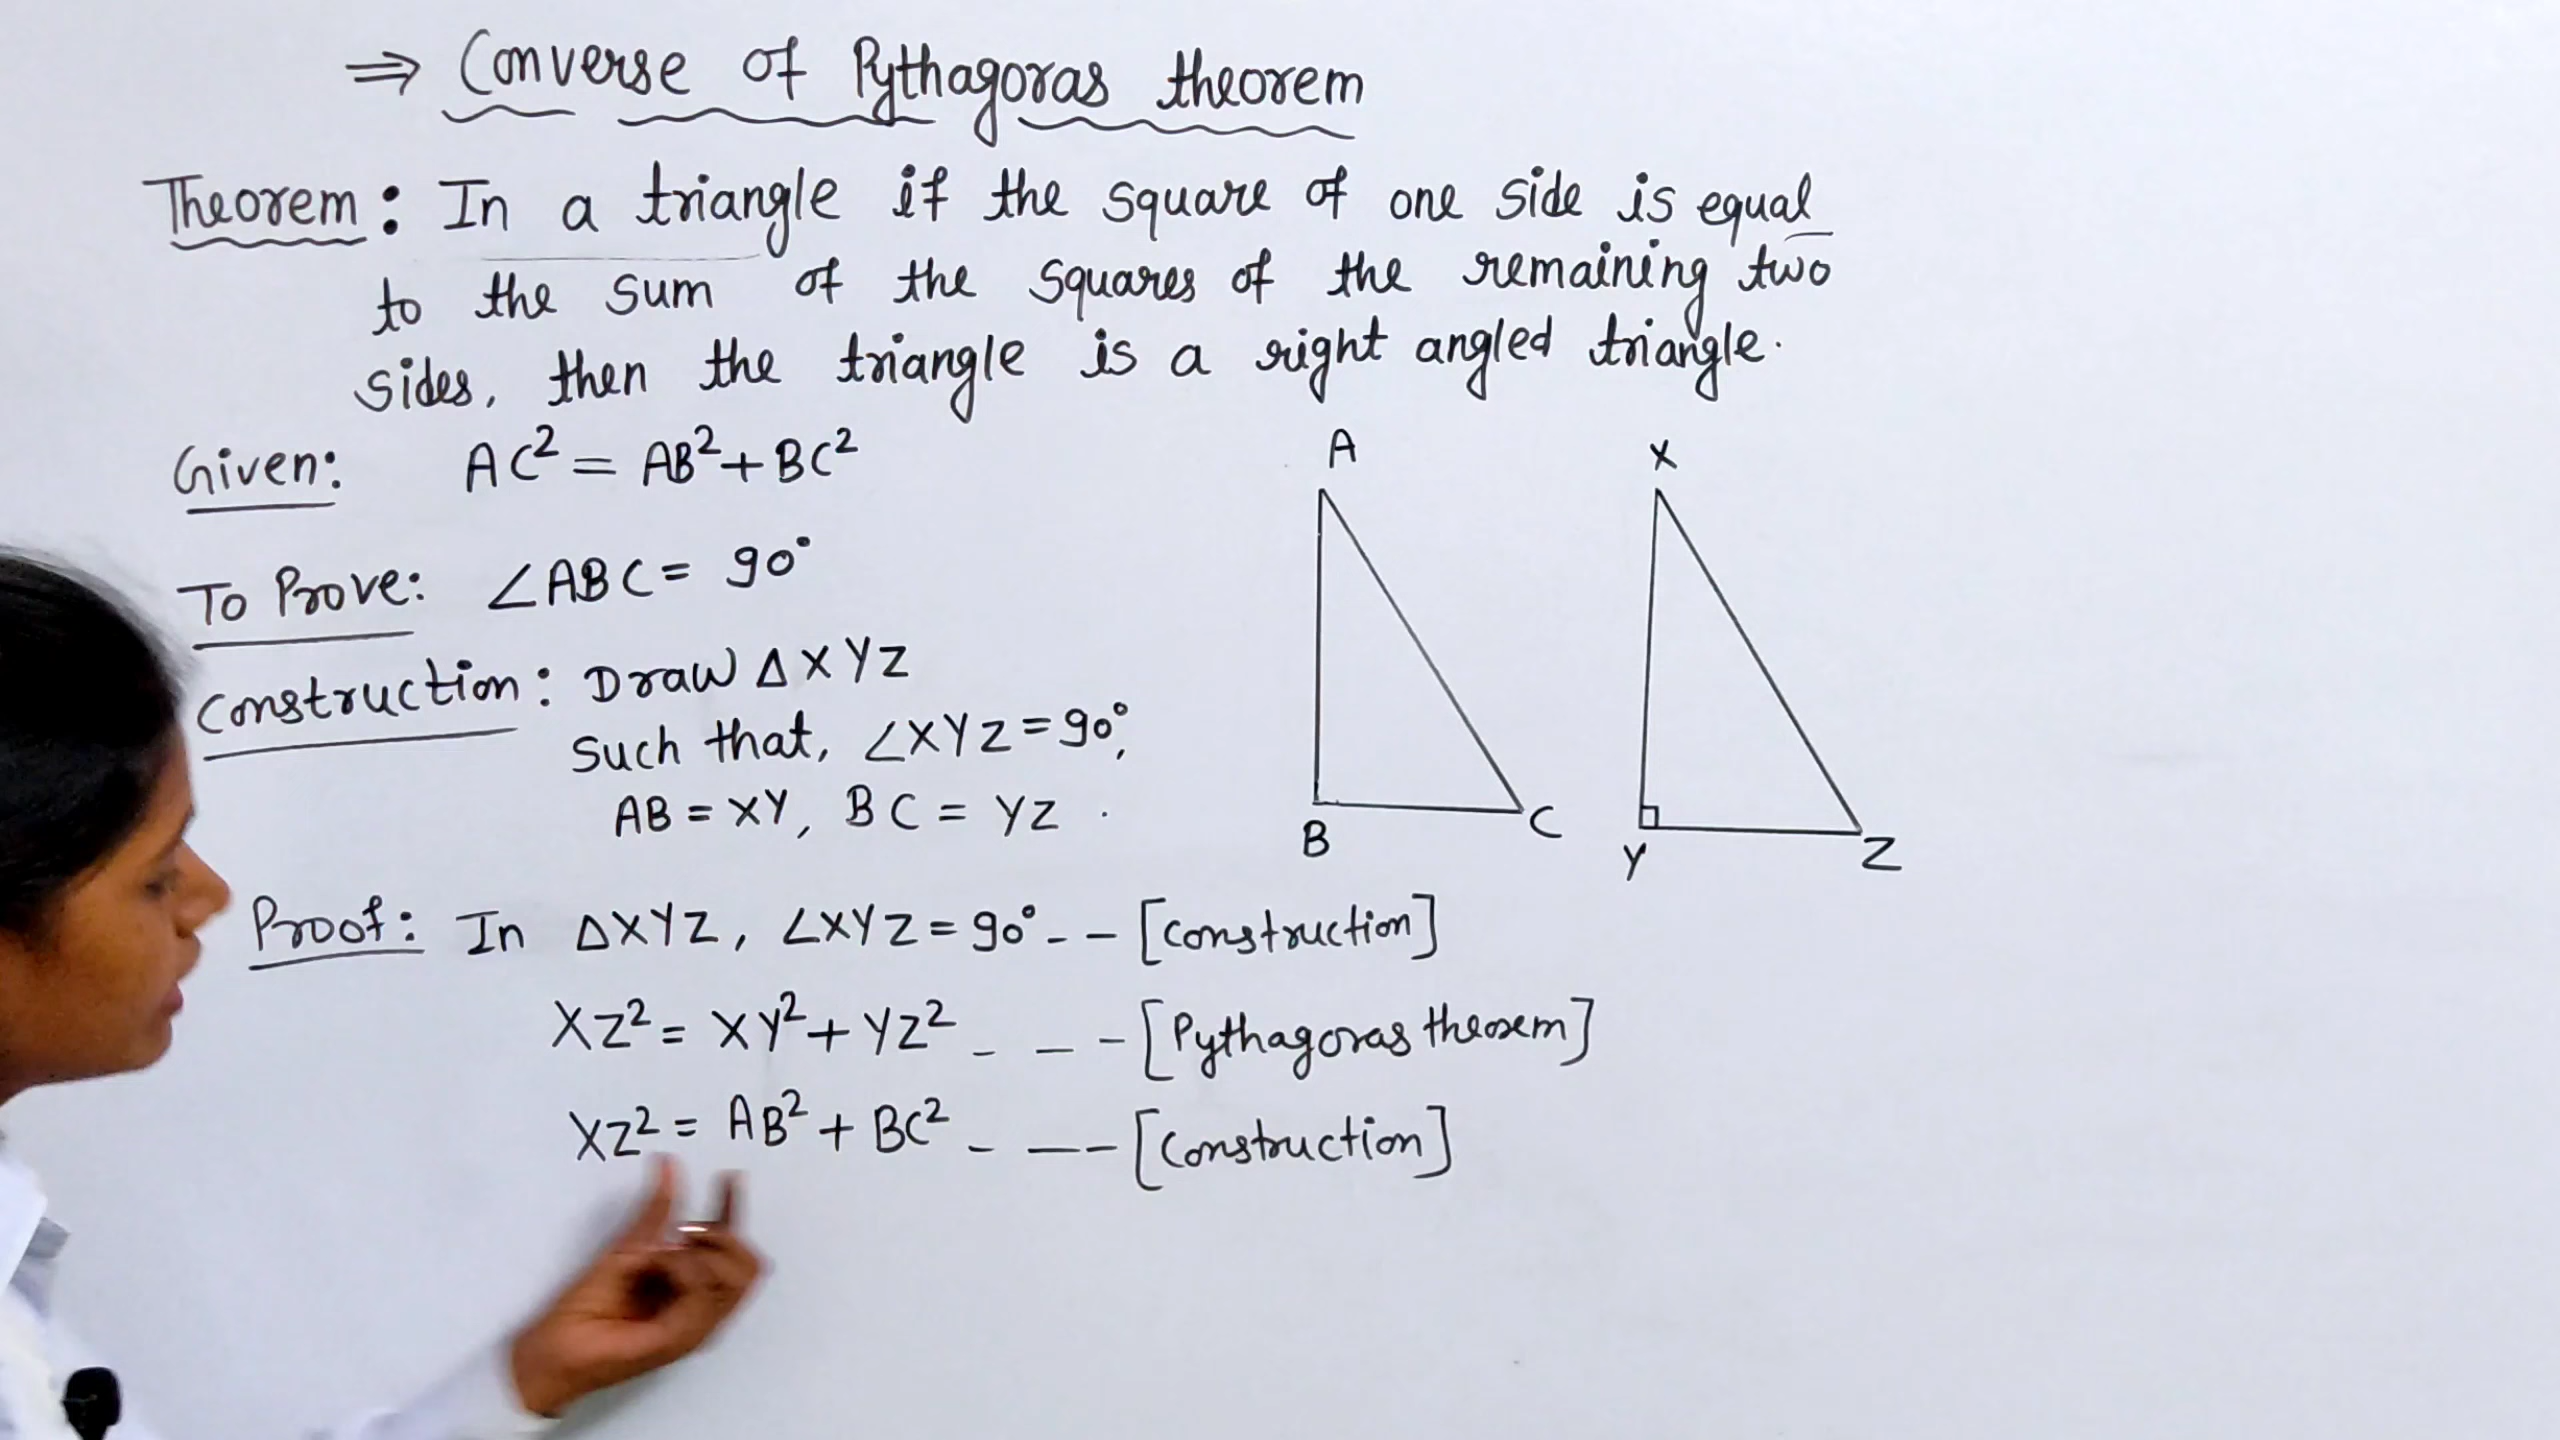 ⇒ Converse of Pythagoras theorem
Theorem: In a triangle if the square of one side is equal
to the sum of the squares of the remaining two
sides, then the triangle is a right angled triangle.
Given: AC² = AB² + BC²
To Prove: ∠ABC = 90°
Construction: Draw ΔXYZ
Such that, ∠XYZ = 90°,
AB = XY, BC = YZ .
A
B
C
X
Y
Z
Proof: In ΔXYZ, ∠XYZ = 90° - - [Construction]
XZ² = XY² + YZ² - - - [Pythagoras theorem]
XZ² = AB² + BC² - - - [Construction]